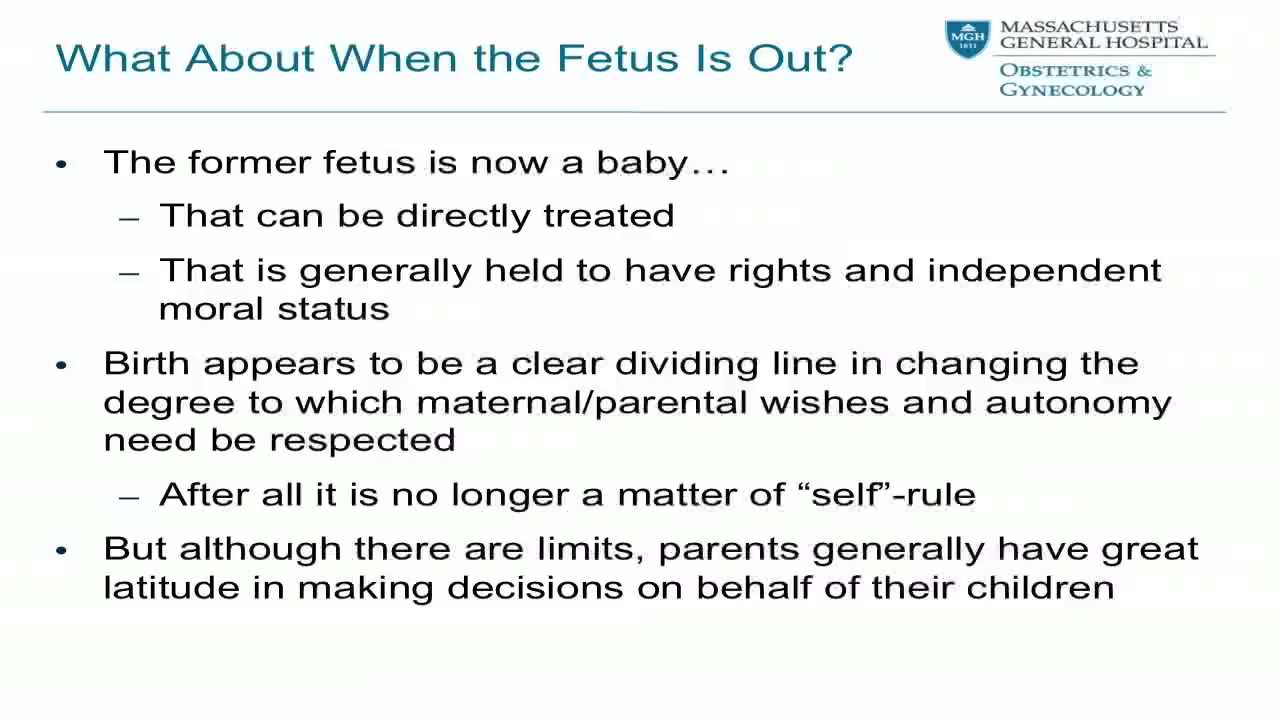 What About When the Fetus Is Out?
MASSACHUSETTS
GENERAL HOSPITAL
OBSTETRICS &
GYNECOLOGY
MGH
1811
• The former fetus is now a baby…
– That can be directly treated
– That is generally held to have rights and independent
moral status
• Birth appears to be a clear dividing line in changing the
degree to which maternal/parental wishes and autonomy
need be respected
– After all it is no longer a matter of “self”-rule
• But although there are limits, parents generally have great
latitude in making decisions on behalf of their children